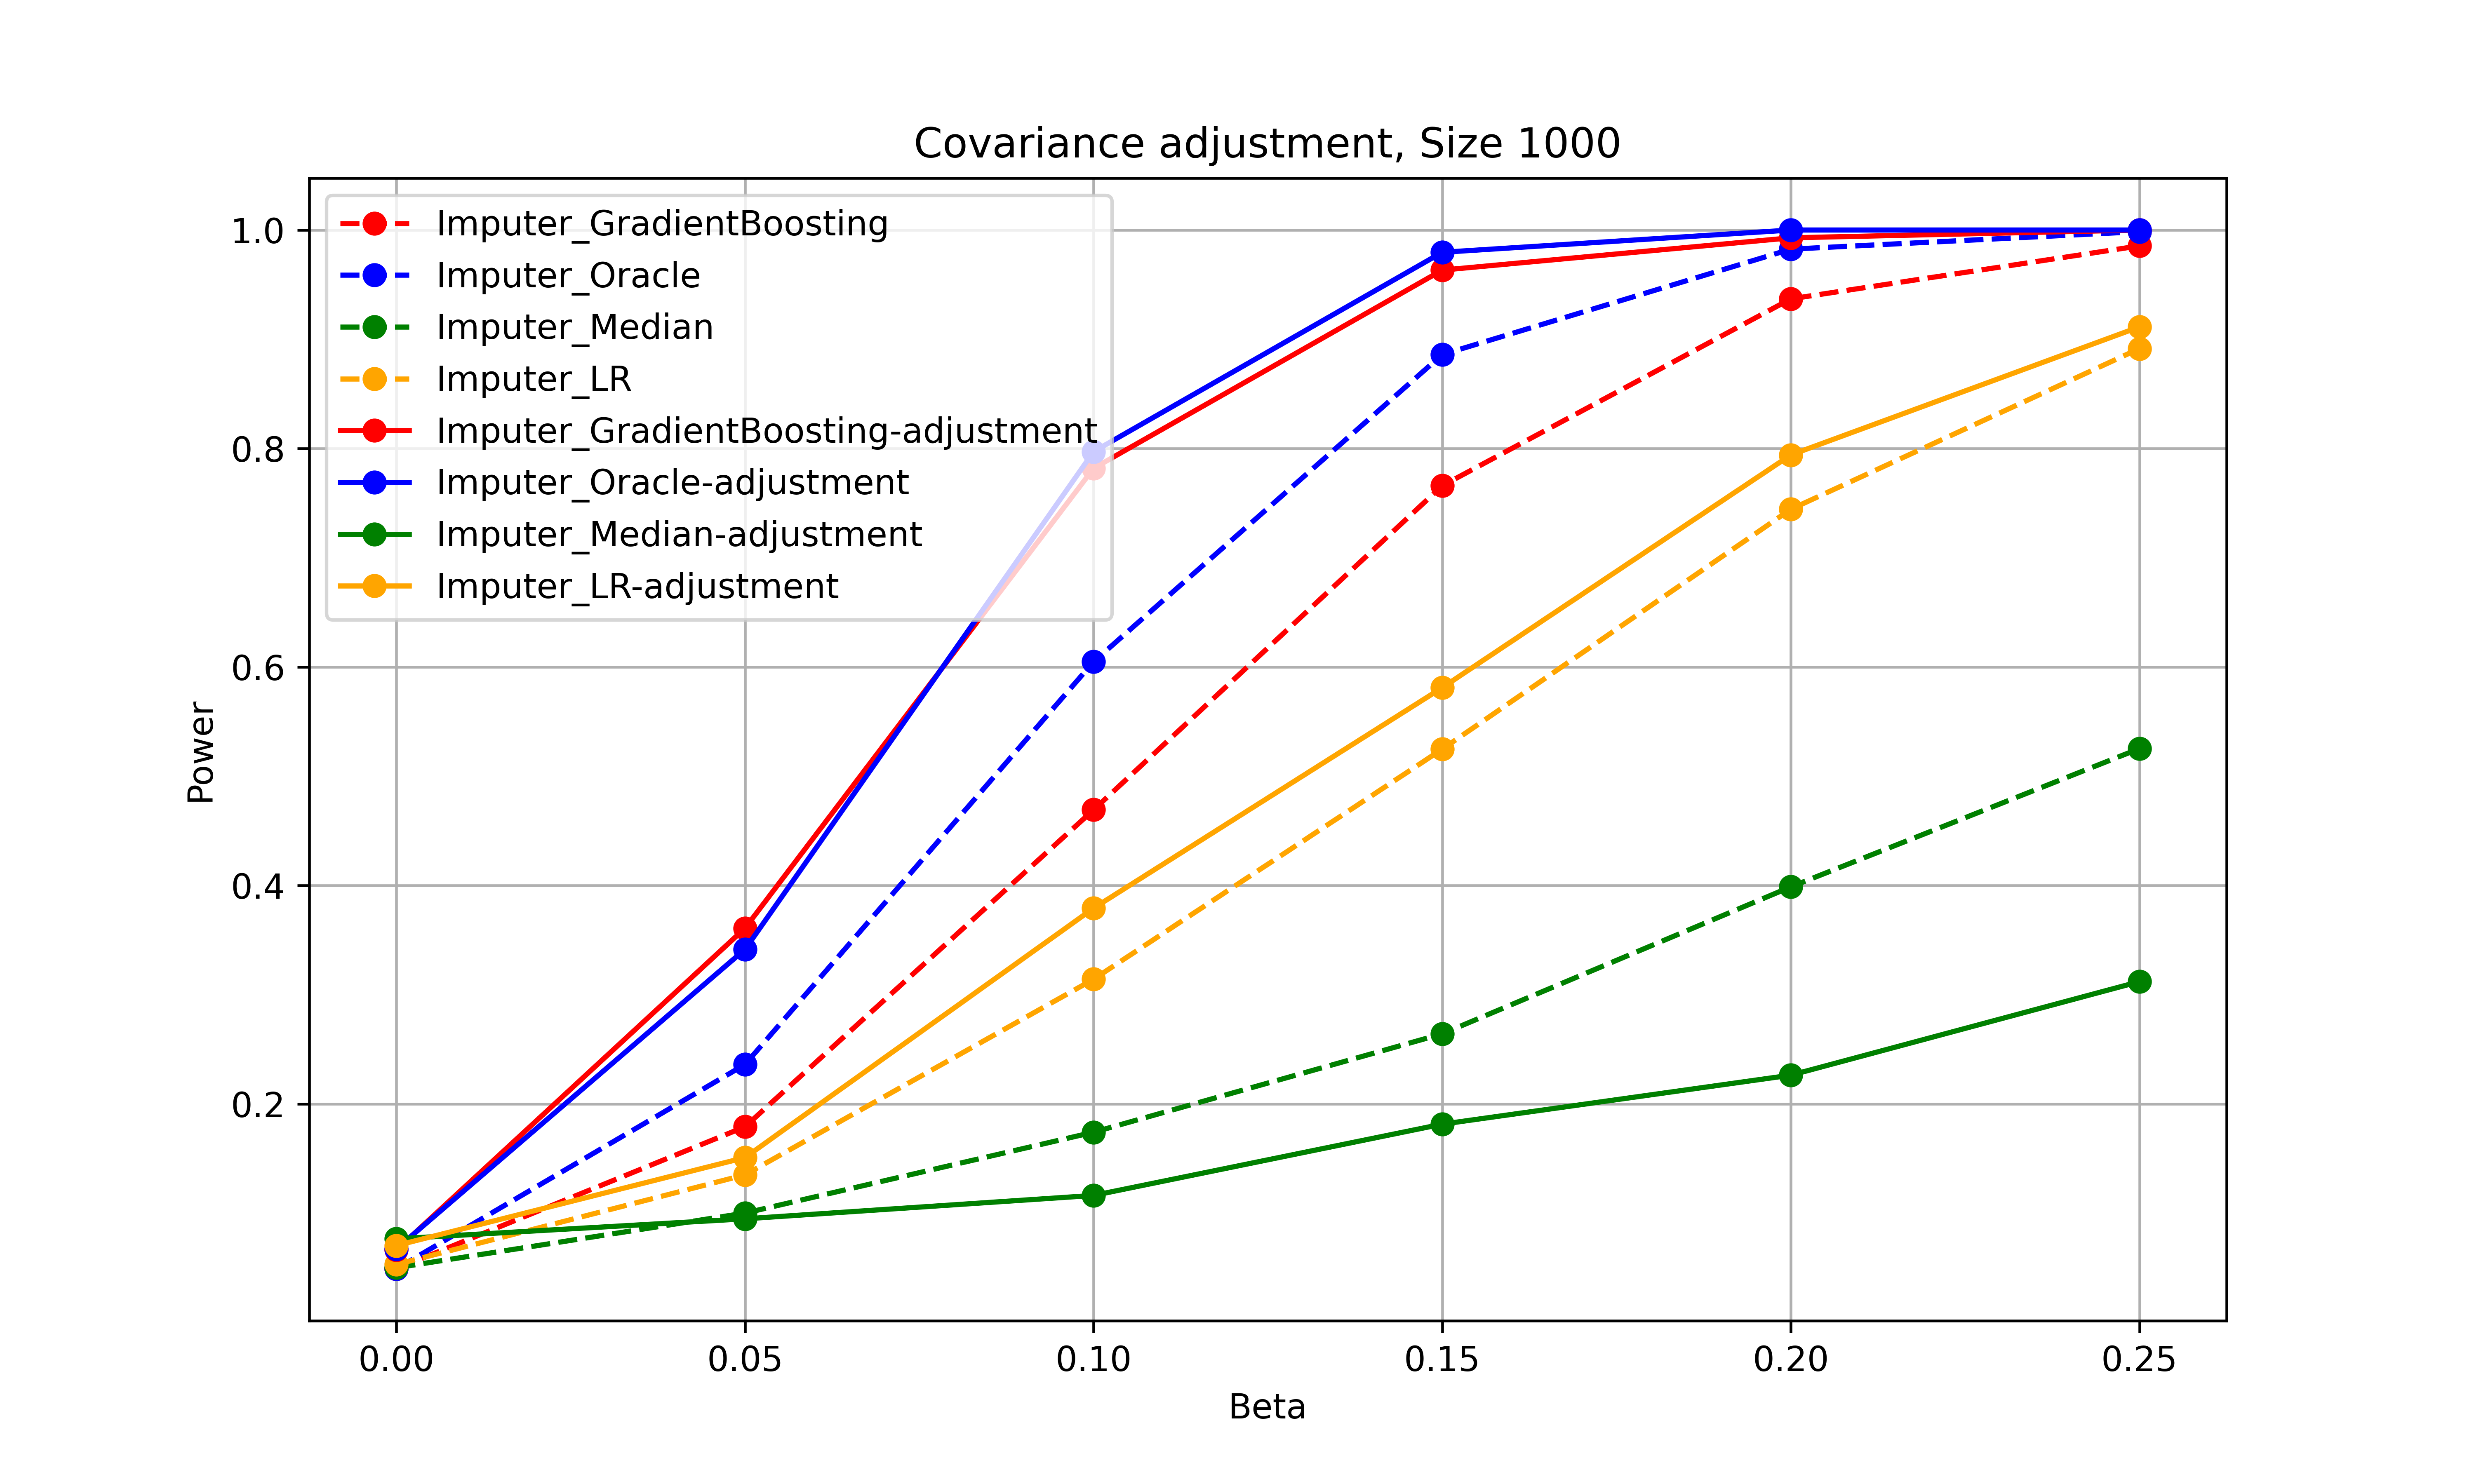 Covariance adjustment, Size 1000
1.0
0.8
0.6
0.4
0.2
Power
Imputer_GradientBoosting
Imputer_Oracle
Imputer_Median
Imputer_LR
Imputer_GradientBoosting-adjustment
Imputer_Oracle-adjustment
Imputer_Median-adjustment
Imputer_LR-adjustment
0.00 0.05 0.10 0.15 0.20 0.25
Beta